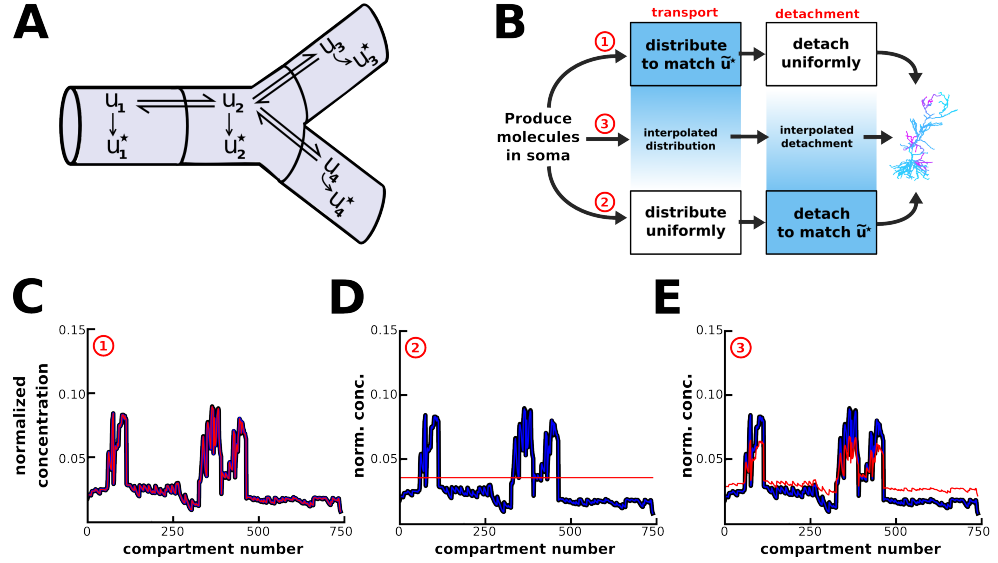 A
u1
u2
u3
u4
u1*
u2*
u3*
u4*
B
transport
detachment
1
distribute
to match ũ*
detach
uniformly
Produce
molecules
in soma
3
interpolated
distribution
interpolated
detachment
2
distribute
uniformly
detach
to match ũ*
C
normalized
concentration
0.15
0.10
0.05
1
0
250
500
750
compartment number
D
norm. conc.
0.15
0.10
0.05
2
0
250
500
750
compartment number
E
norm. conc.
0.15
0.10
0.05
3
0
250
500
750
compartment number